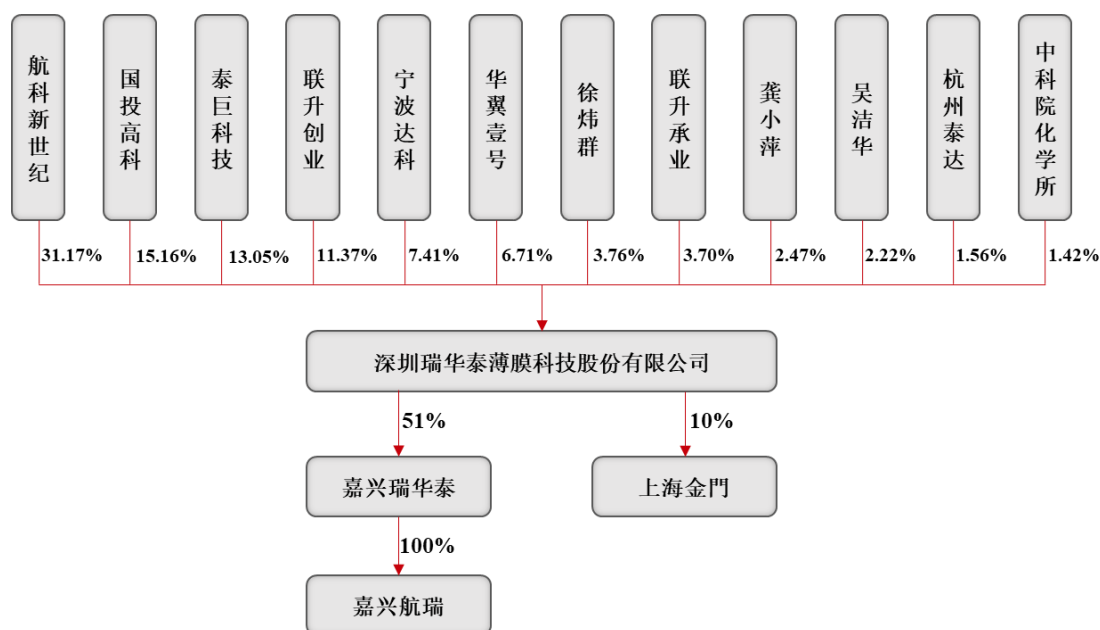 航科新世纪
国投高科
泰巨科技
联升创业
宁波达科
华翼壹号
徐炜群
联升承业
龚小萍
吴洁华
杭州泰达
中科院化学所
31.17%
15.16%
13.05%
11.37%
7.41%
6.71%
3.76%
3.70%
2.47%
2.22%
1.56%
1.42%
深圳瑞华泰薄膜科技股份有限公司
51%
10%
嘉兴瑞华泰
上海金門
100%
嘉兴航瑞